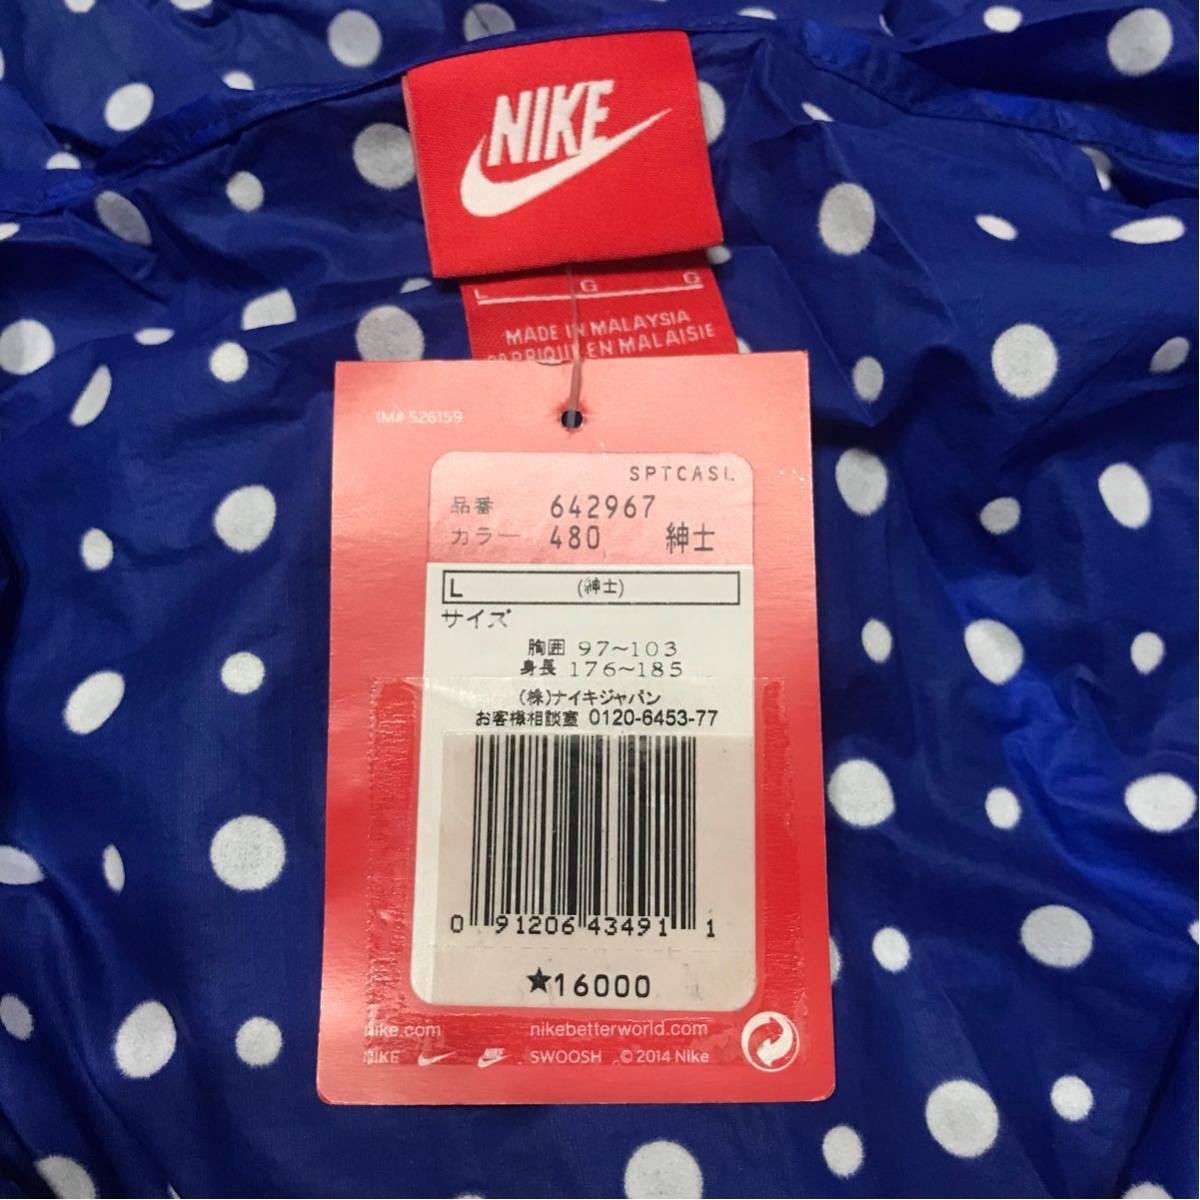 NIKE
L G G
MADE IN MALAYSIA
EN MALAISIE
IM# 526159
SPTCASL
品番 642967
カラー 480 紳士
L (紳士)
サイズ
胸囲 97~103
身長 176~185
(株)ナイキジャパン
お客様相談室 0120-6453-77
0 91206 43491 1
★16000
nike.com nikebetterworld.com
NIKE NIKE SWOOSH © 2014 Nike